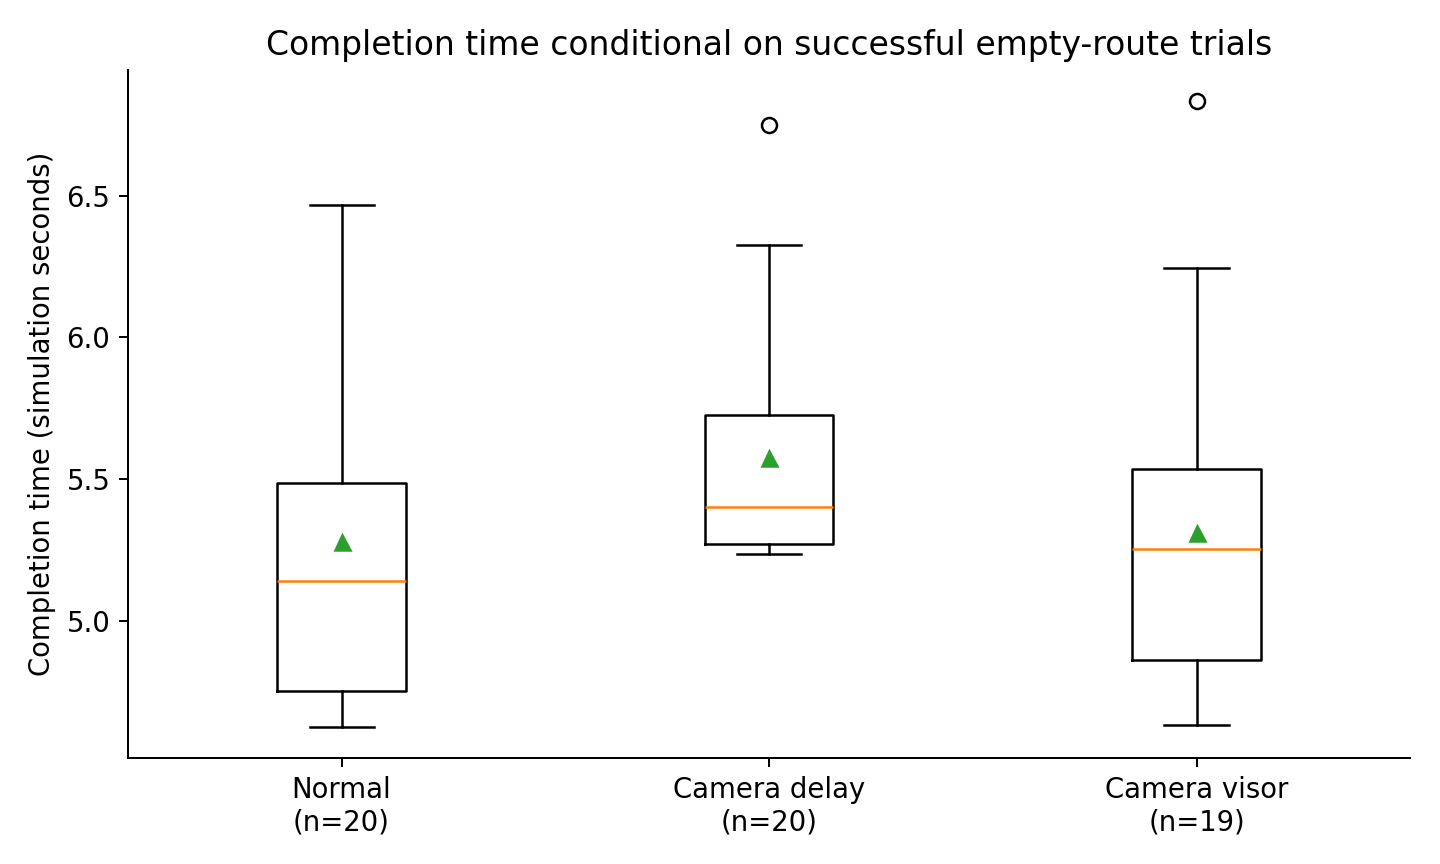 Completion time conditional on successful empty-route trials
Completion time (simulation seconds)
6.5
6.0
5.5
5.0
Normal
(n=20)
Camera delay
(n=20)
Camera visor
(n=19)